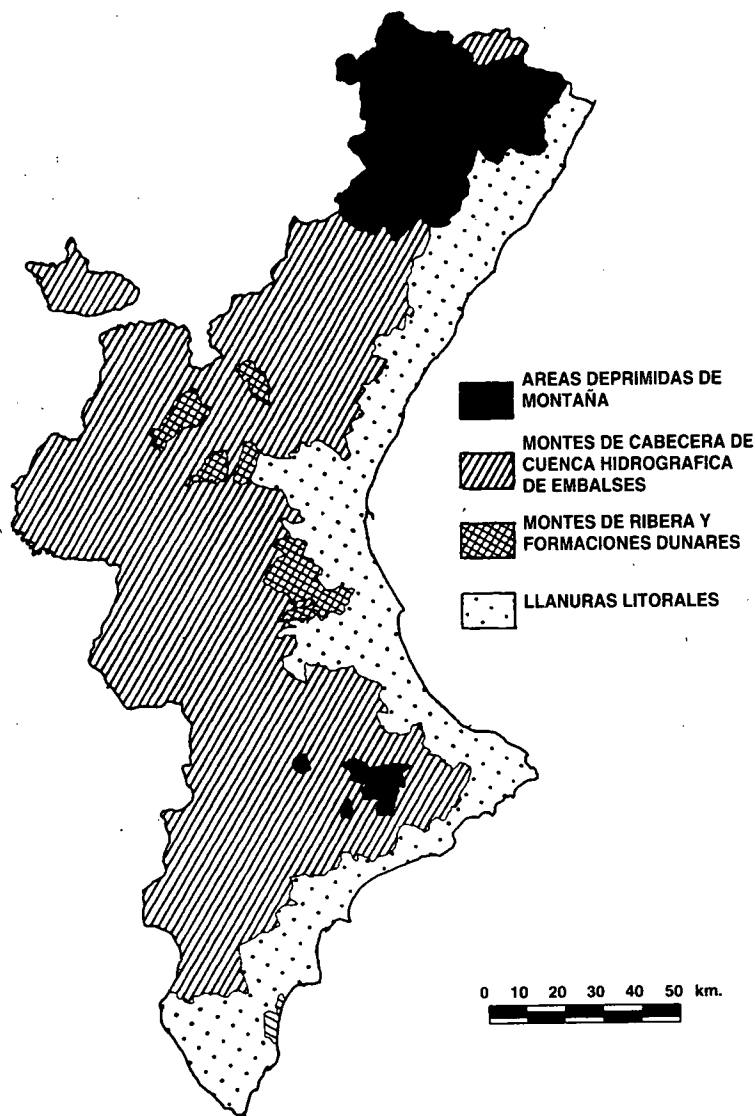 AREAS DEPRIMIDAS DE
MONTAÑA
MONTES DE CABECERA DE
CUENCA HIDROGRAFICA
DE EMBALSES
MONTES DE RIBERA Y
FORMACIONES DUNARES
LLANURAS LITORALES
0 10 20 30 40 50 km.